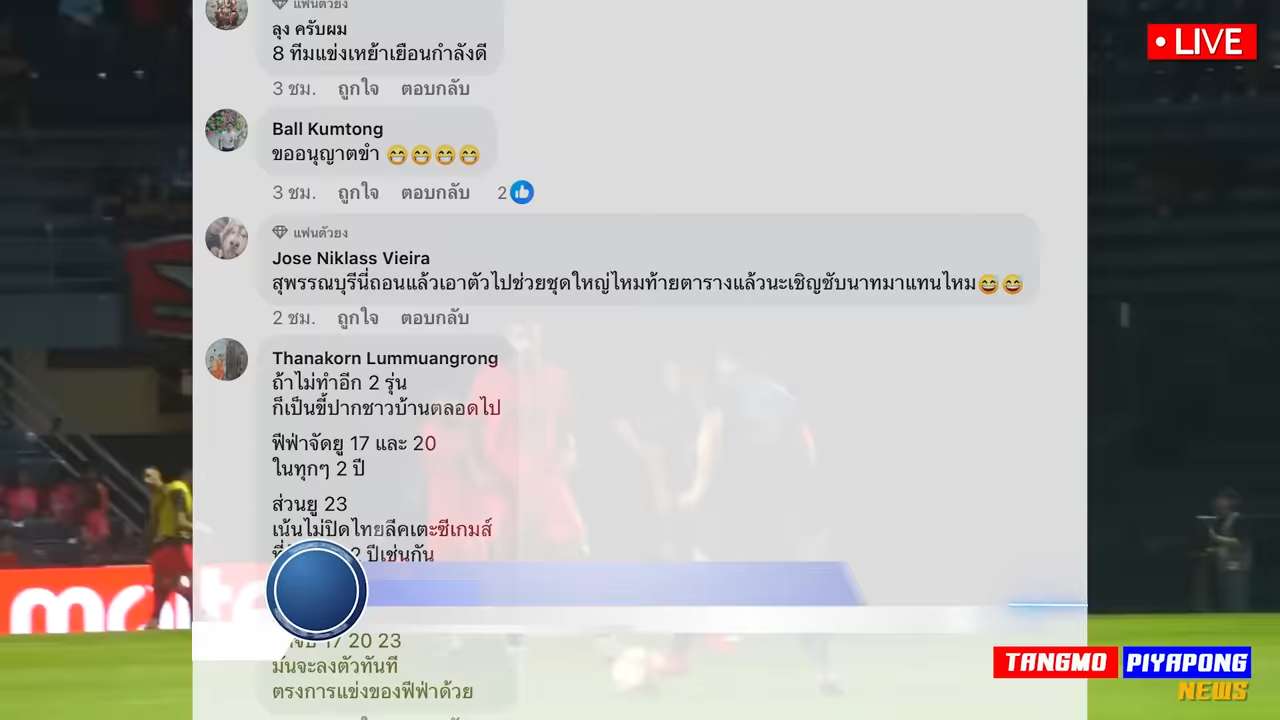 แฟนตัวยง
ลุง ครับผม
8 ทีมแข่งเหย้าเยือนกำลังดี
3 ชม. ถูกใจ ตอบกลับ
Ball Kumtong
ขออนุญาตขำ 😁😁😁😁
3 ชม. ถูกใจ ตอบกลับ 2
แฟนตัวยง
Jose Niklass Vieira
สุพรรณบุรีนี่ถอนแล้วเอาตัวไปช่วยชุดใหญ่ไหมท้ายตารางแล้วนะเชิญชับนาทมาแทนไหม😅😅
2 ชม. ถูกใจ ตอบกลับ
Thanakorn Lummuangrong
ถ้าไม่ทำอีก 2 รุ่น
ก็เป็นขี้ปากชาวบ้านตลอดไป
ฟีฟ่าจัดยู 17 และ 20
ในทุกๆ 2 ปี
ส่วนยู 23
เน้นไม่ปิดไทยลีคเตะซีเกมส์
2 ปีเช่นกัน
17 20 23
มันจะลงตัวทันที
ตรงการแข่งของฟีฟ่าด้วย
LIVE
TANGMO PIYAPONG
NEWS